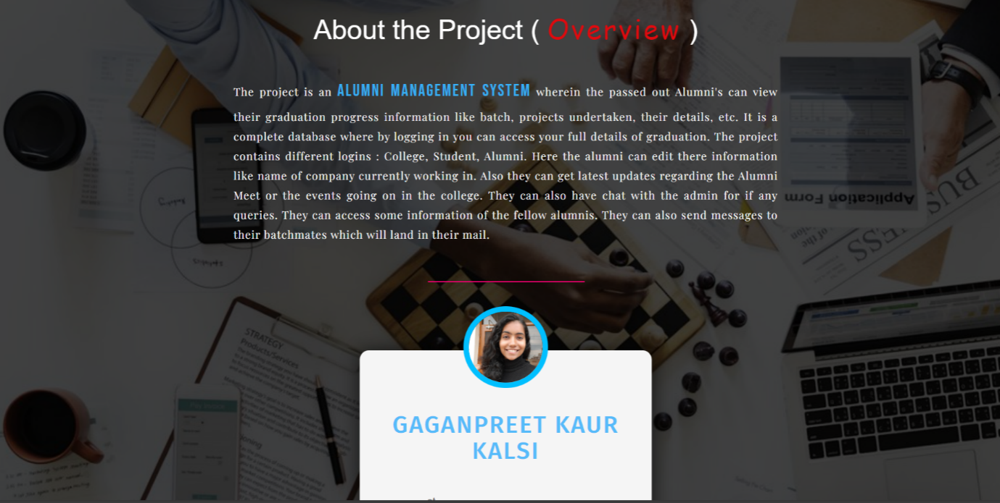 About the Project ( Overview )
The project is an ALUMNI MANAGEMENT SYSTEM wherein the passed out Alumni's can view
their graduation progress information like batch, projects undertaken, their details, etc. It is a
complete database where by logging in you can access your full details of graduation. The project
contains different logins : College, Student, Alumni. Here the alumni can edit there information
like name of company currently working in. Also they can get latest updates regarding the Alumni
Meet or the events going on in the college. They can also have chat with the admin for if any
queries. They can access some information of the fellow alumnis. They can also send messages to
their batchmates which will land in their mail.
Application Form
BUS
NESS
STRATEGY
Products/Services
GAGANPREET KAUR
KALSI